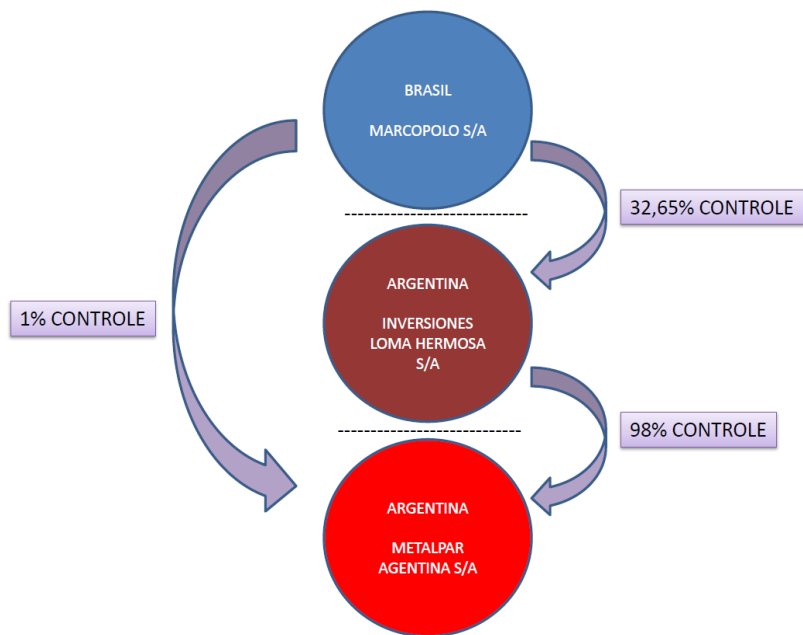 BRASIL
MARCOPOLO S/A
32,65% CONTROLE
ARGENTINA
INVERSIONES
LOMA HERMOSA
S/A
1% CONTROLE
98% CONTROLE
ARGENTINA
METALPAR
AGENTINA S/A